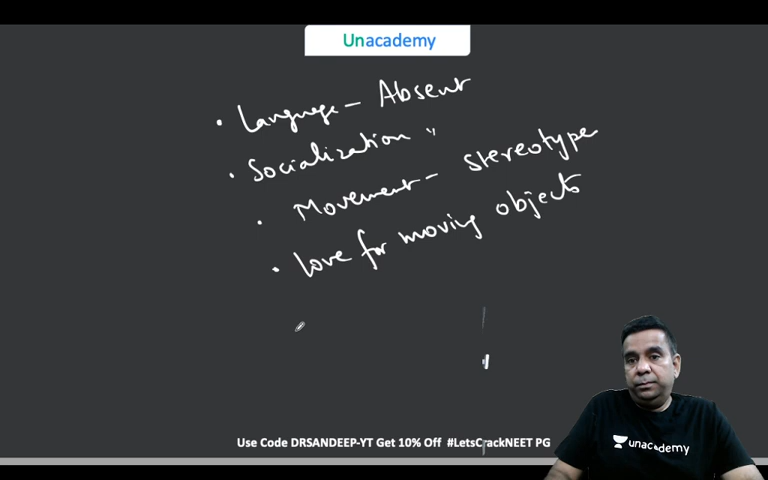 Unacademy
• Language - Absent
• Socialization "
• Movement - stereotype
• Love for moving objects
unacademy
Use Code DRSANDEEP-YT Get 10% Off #LetsCrackNEET PG